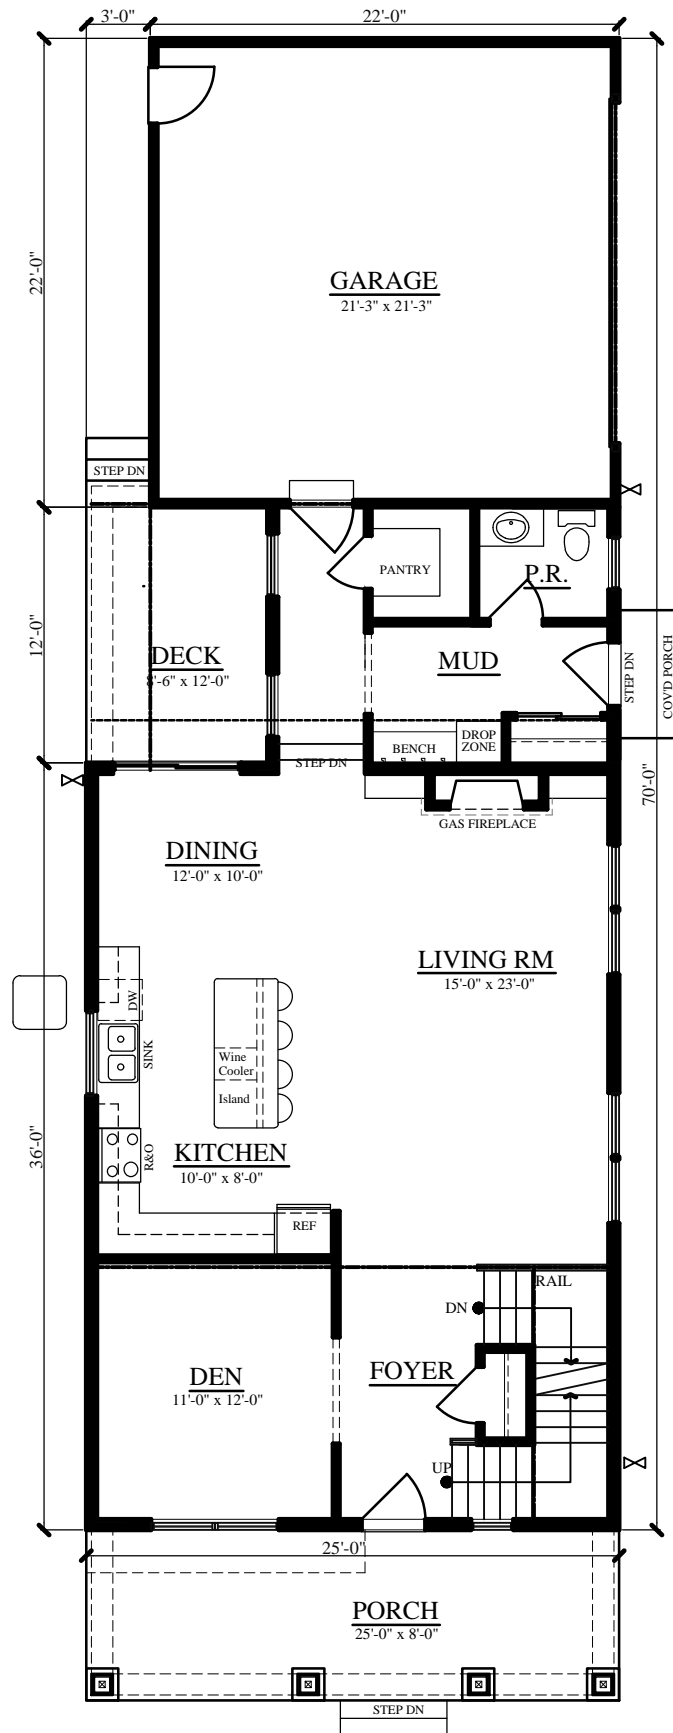 3'-0"
22'-0"
22'-0"
GARAGE
21'-3" x 21'-3"
STEP DN
PANTRY
P.R.
12'-0"
DECK
8'-6" x 12'-0"
MUD
STEP DN
COV'D PORCH
BENCH
DROP
ZONE
STEP DN
70'-0"
GAS FIREPLACE
DINING
12'-0" x 10'-0"
LIVING RM
15'-0" x 23'-0"
DW
SINK
Wine
Cooler
Island
36'-0"
R&O
KITCHEN
10'-0" x 8'-0"
REF
RAIL
DN
DEN
11'-0" x 12'-0"
FOYER
UP
25'-0"
PORCH
25'-0" x 8'-0"
STEP DN